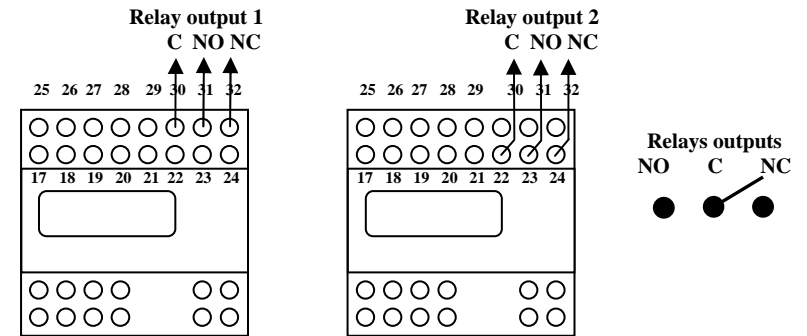 Relay output 1
C NO NC
25 26 27 28 29 30 31 32
17 18 19 20 21 22 23 24
Relay output 2
C NO NC
25 26 27 28 29 30 31 32
17 18 19 20 21 22 23 24
Relays outputs
NO C NC